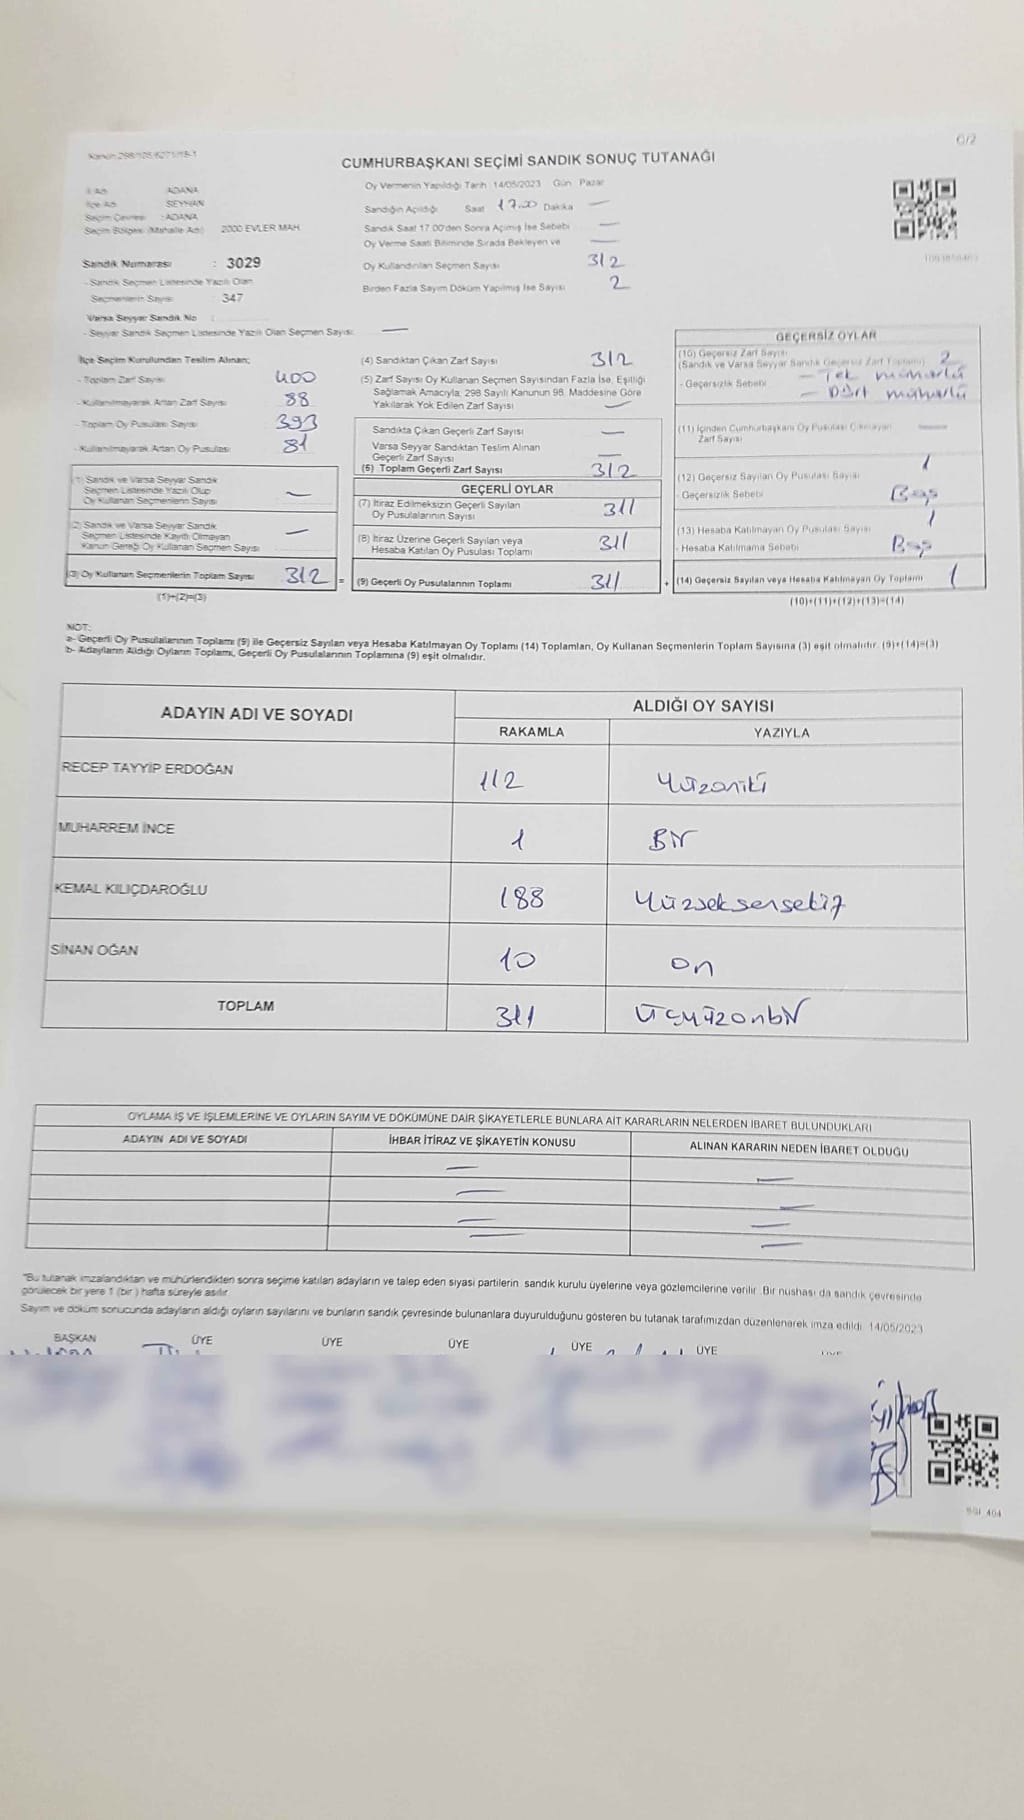 6/2
Kanun 298/105/6271/15-1
CUMHURBAŞKANI SEÇİMİ SANDIK SONUÇ TUTANAĞI
İl Adı ADANA
İlçe Adı SEYHAN
Seçim Çevresi : ADANA
Seçim Bölgesi (Mahalle Adı) 2000 EVLER MAH.
Sandık Numarası : 3029
- Sandık Seçmen Listesinde Yazılı Olan
Seçmenlerin Sayısı : 347
Varsa Seyyar Sandık No :
- Seyyar Sandık Seçmen Listesinde Yazılı Olan Seçmen Sayısı: —
Oy Vermenin Yapıldığı Tarih 14/05/2023 Gün Pazar
Sandığın Açıldığı Saat 17.00 Dakika —
Sandık Saat 17.00'den Sonra Açılmış İse Sebebi —
Oy Verme Saati Bitiminde Sırada Bekleyen ve —
Oy Kullandırılan Seçmen Sayısı 312
Birden Fazla Sayım Döküm Yapılmış İse Sayısı 2
İlçe Seçim Kurulundan Teslim Alınan;
- Toplam Zarf Sayısı 400
- Kullanılmayarak Artan Zarf Sayısı 88
- Toplam Oy Pusulası Sayısı 393
- Kullanılmayarak Artan Oy Pusulası 81
(1) Sandık ve Varsa Seyyar Sandık
Seçmen Listesinde Yazılı Olup
Oy Kullanan Seçmenlerin Sayısı —
(2) Sandık ve Varsa Seyyar Sandık
Seçmen Listesinde Kayıtlı Olmayan
Kanun Gereği Oy Kullanan Seçmen Sayısı —
(3) Oy Kullanan Seçmenlerin Toplam Sayısı 312 =
(1)+(2)=(3)
(4) Sandıktan Çıkan Zarf Sayısı 312
(5) Zarf Sayısı Oy Kullanan Seçmen Sayısından Fazla İse, Eşitliği
Sağlamak Amacıyla; 298 Sayılı Kanunun 98. Maddesine Göre
Yakılarak Yok Edilen Zarf Sayısı —
Sandıkta Çıkan Geçerli Zarf Sayısı —
Varsa Seyyar Sandıktan Teslim Alınan
Geçerli Zarf Sayısı —
(6) Toplam Geçerli Zarf Sayısı 312
GEÇERLİ OYLAR
(7) İtiraz Edilmeksizin Geçerli Sayılan
Oy Pusulalarının Sayısı 311
(8) İtiraz Üzerine Geçerli Sayılan veya
Hesaba Katılan Oy Pusulası Toplamı 311
(9) Geçerli Oy Pusulalarının Toplamı 311 +
GEÇERSİZ OYLAR
(10) Geçersiz Zarf Sayısı
(Sandık ve Varsa Seyyar Sandık Geçersiz Zarf Toplamı) 2
- Geçersizlik Sebebi — Tek mühürlü
— Dört mühürlü
(11) İçinden Cumhurbaşkanı Oy Pusulası Çıkmayan —
Zarf Sayısı
(12) Geçersiz Sayılan Oy Pusulası Sayısı 1
- Geçersizlik Sebebi Boş
(13) Hesaba Katılmayan Oy Pusulası Sayısı 1
- Hesaba Katılmama Sebebi Boş
(14) Geçersiz Sayılan veya Hesaba Katılmayan Oy Toplamı 1
(10)+(11)+(12)+(13)=(14)
NOT:
a- Geçerli Oy Pusulalarının Toplamı (9) ile Geçersiz Sayılan veya Hesaba Katılmayan Oy Toplamı (14) Toplamları, Oy Kullanan Seçmenlerin Toplam Sayısına (3) eşit olmalıdır. (9)+(14)=(3)
b- Adayların Aldığı Oyların Toplamı, Geçerli Oy Pusulalarının Toplamına (9) eşit olmalıdır.
ADAYIN ADI VE SOYADI ALDIĞI OY SAYISI
RAKAMLA YAZIYLA
RECEP TAYYİP ERDOĞAN 112 Yüzoniki
MUHARREM İNCE 1 Bir
KEMAL KILIÇDAROĞLU 188 Yüzseksensekiz
SİNAN OĞAN 10 on
TOPLAM 311 üçyüzonbir
OYLAMA İŞ VE İŞLEMLERİNE VE OYLARIN SAYIM VE DÖKÜMÜNE DAİR ŞİKAYETLERLE BUNLARA AİT KARARLARIN NELERDEN İBARET BULUNDUKLARI
ADAYIN ADI VE SOYADI İHBAR İTİRAZ VE ŞİKAYETİN KONUSU ALINAN KARARIN NEDEN İBARET OLDUĞU
— —
— —
— —
— —
"Bu tutanak imzalandıktan ve mühürlendikten sonra seçime katılan adayların ve talep eden siyasi partilerin sandık kurulu üyelerine veya gözlemcilerine verilir. Bir nüshası da sandık çevresinde
görülecek bir yere 1 (bir) hafta süreyle asılır
Sayım ve döküm sonucunda adayların aldığı oyların sayılarını ve bunların sandık çevresinde bulunanlara duyurulduğunu gösteren bu tutanak tarafımızdan düzenlenerek imza edildi. 14/05/2023
BAŞKAN ÜYE ÜYE ÜYE ÜYE ÜYE